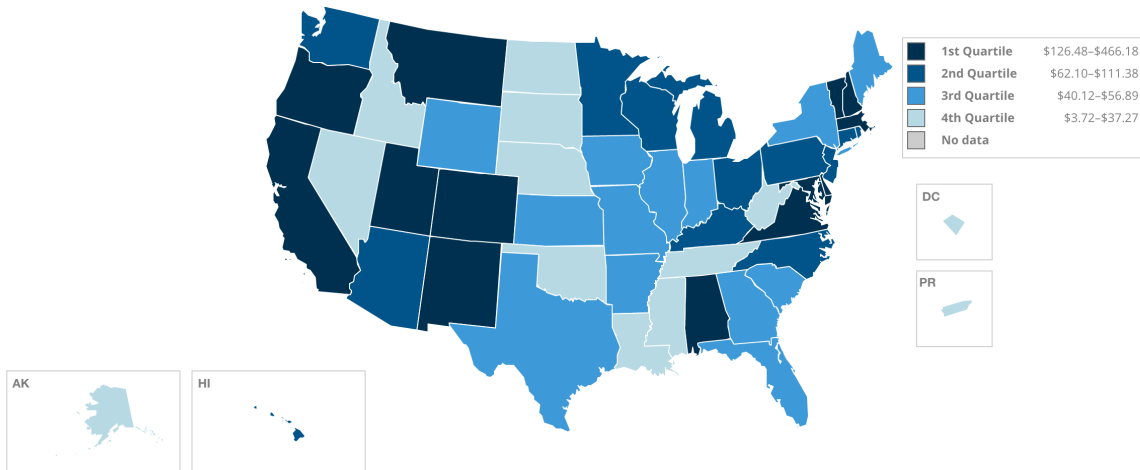 1st Quartile $126.48–$466.18
2nd Quartile $62.10–$111.38
3rd Quartile $40.12–$56.89
4th Quartile $3.72–$37.27
No data
DC
PR
AK
HI